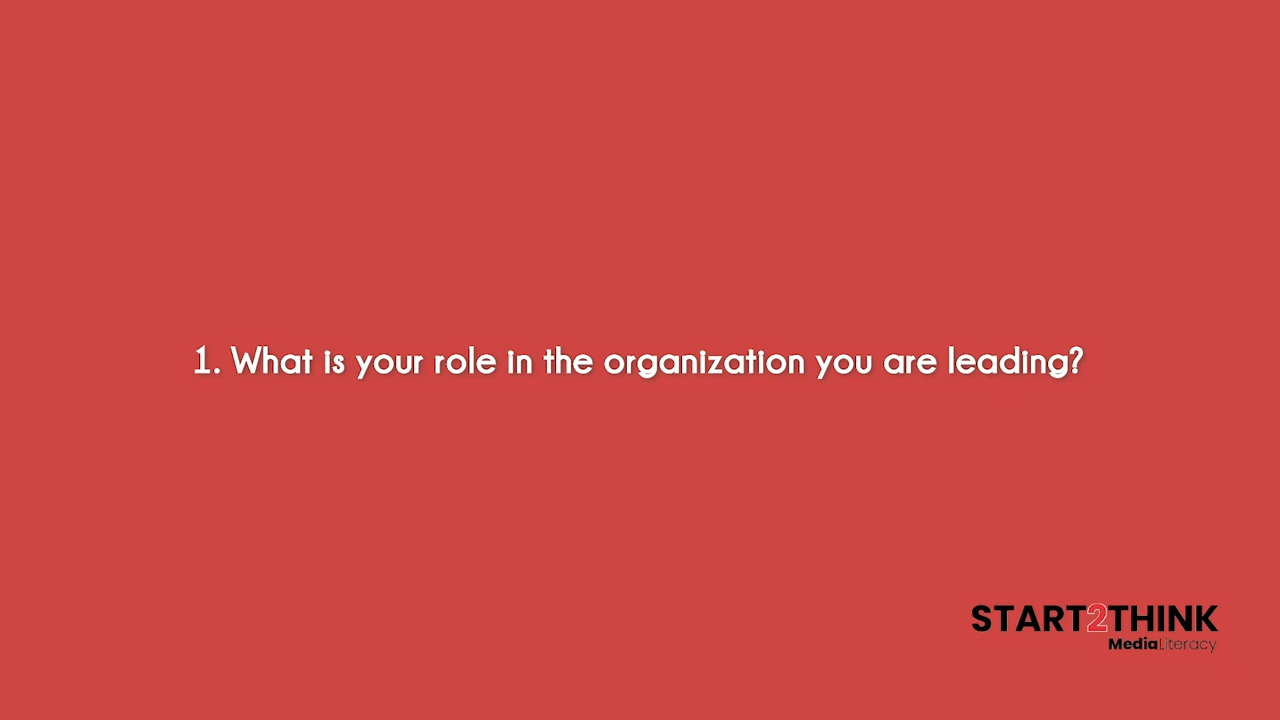 1. What is your role in the organization you are leading?
START2THINK
MediaLiteracy